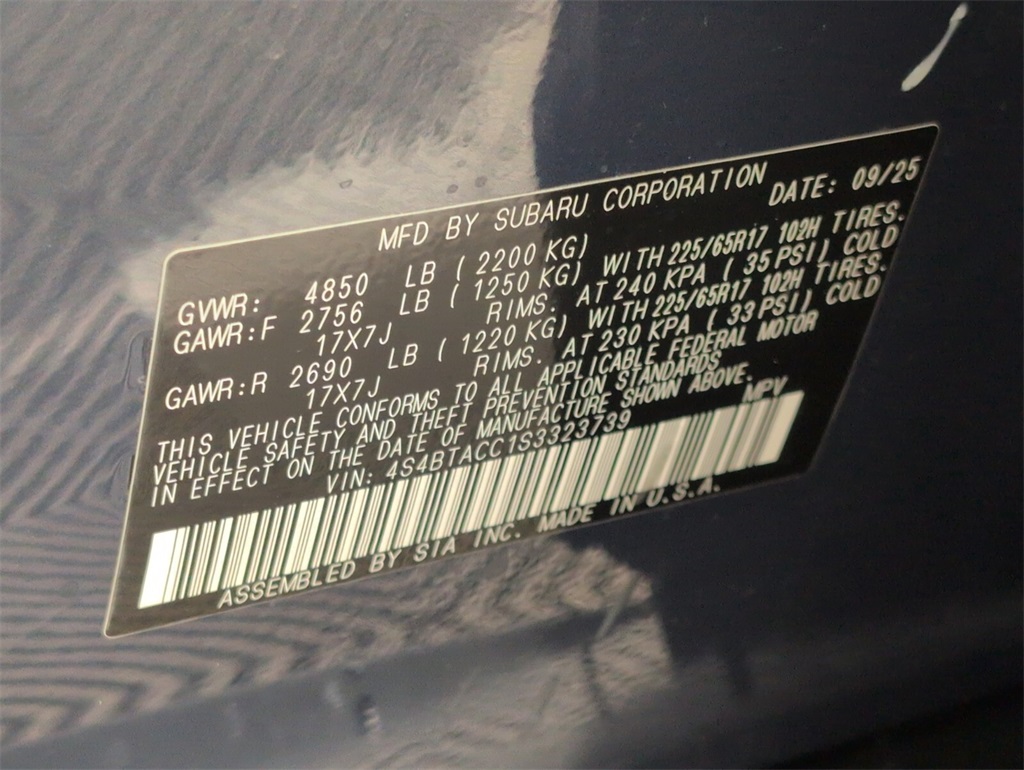 MFD BY SUBARU CORPORATION DATE: 09/25
GVWR: 4850 LB ( 2200 KG)
GAWR:F 2756 LB ( 1250 KG) WITH 225/65R17 102H TIRES.
17X7J RIMS. AT 240 KPA ( 35 PSI) COLD
GAWR:R 2690 LB ( 1220 KG) WITH 225/65R17 102H TIRES.
17X7J RIMS. AT 230 KPA ( 33 PSI) COLD
THIS VEHICLE CONFORMS TO ALL APPLICABLE FEDERAL MOTOR
VEHICLE SAFETY AND THEFT PREVENTION STANDARDS
IN EFFECT ON THE DATE OF MANUFACTURE SHOWN ABOVE.
VIN: 4S4BTACC1S3323739 MPV
ASSEMBLED BY SIA INC. MADE IN U.S.A.